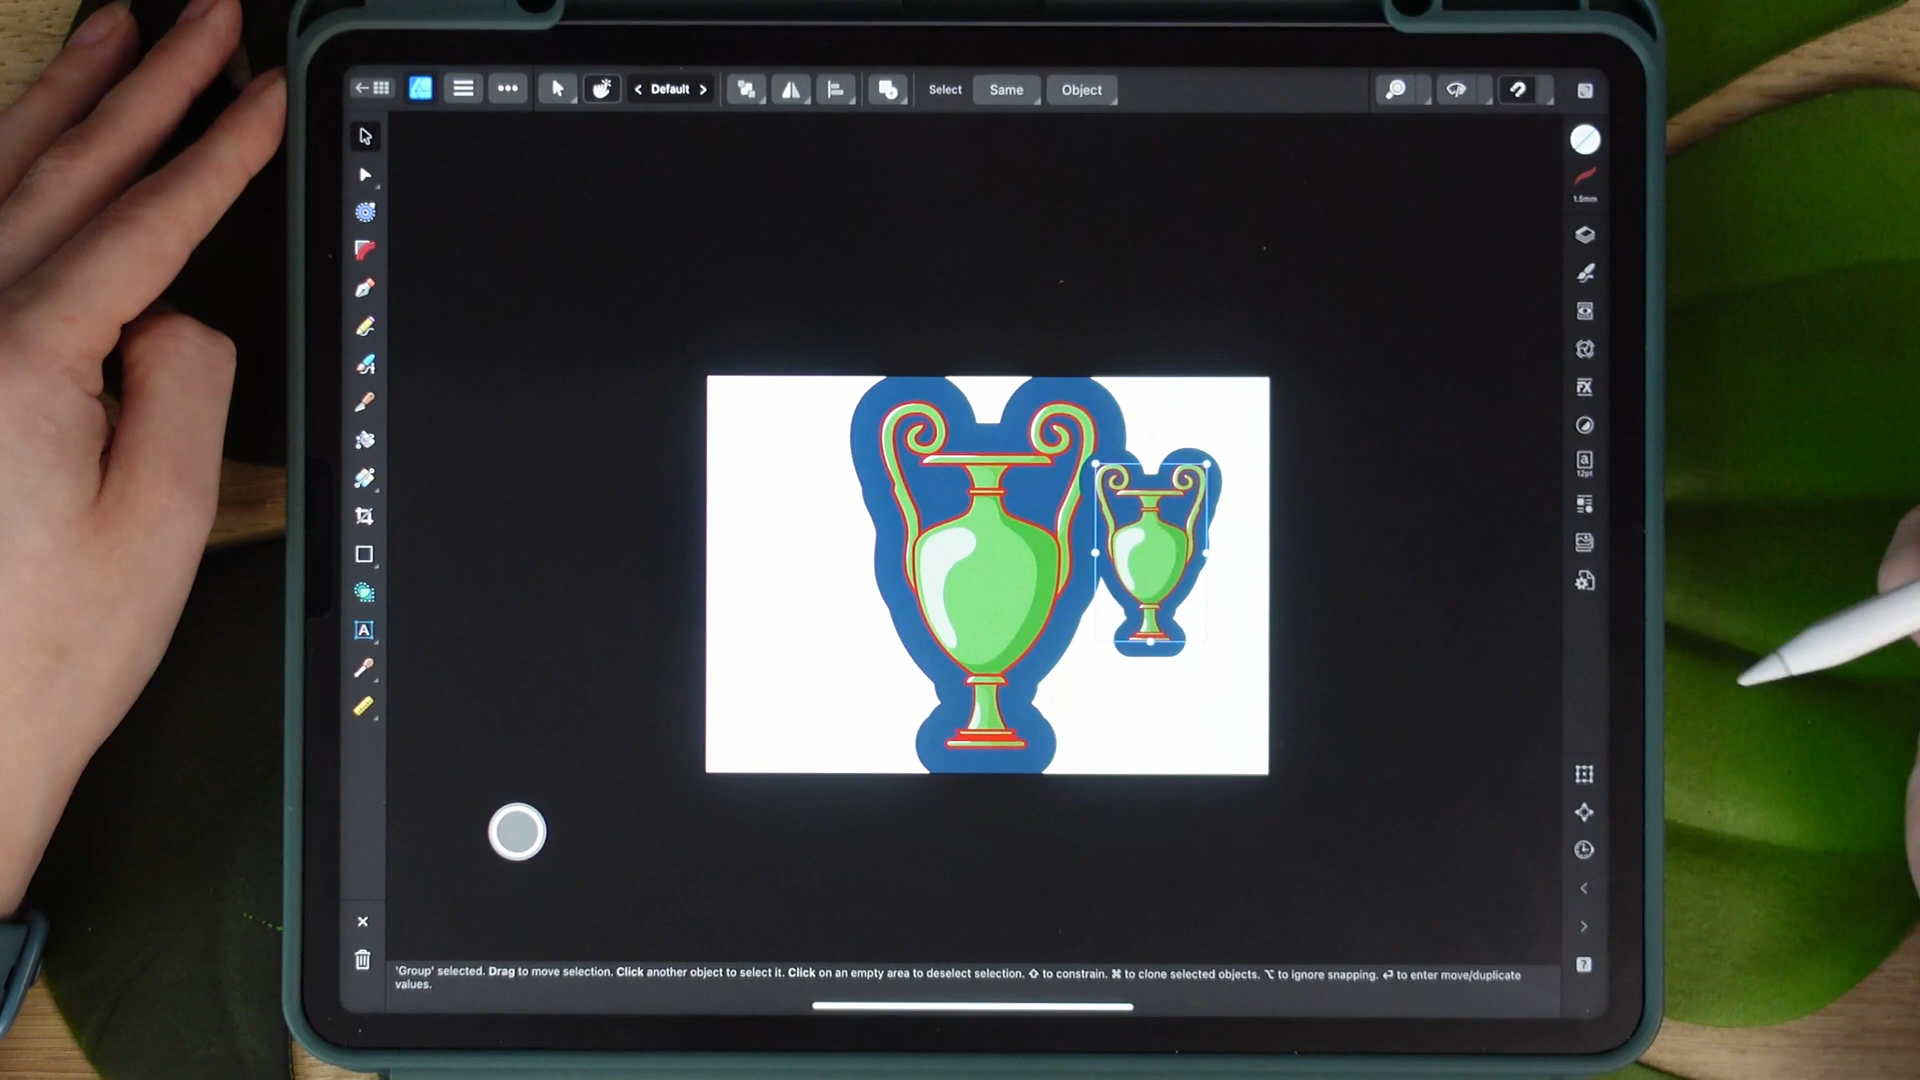 Default
Select
Same
Object
1.5mm
FX
a
12pt
A
?
'Group' selected. Drag to move selection. Click another object to select it. Click on an empty area to deselect selection. ⇧ to constrain. ⌘ to clone selected objects. ⌥ to ignore snapping. ⏎ to enter move/duplicate
values.